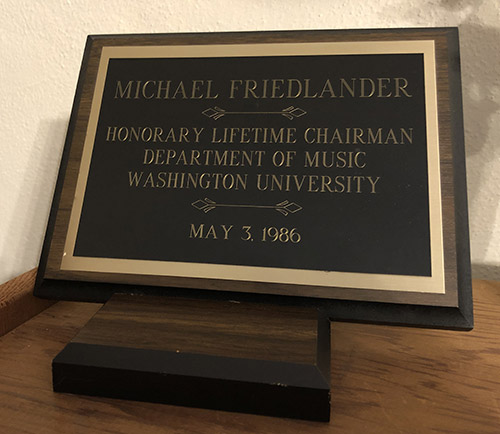 MICHAEL FRIEDLANDER
HONORARY LIFETIME CHAIRMAN
DEPARTMENT OF MUSIC
WASHINGTON UNIVERSITY
MAY 3, 1986